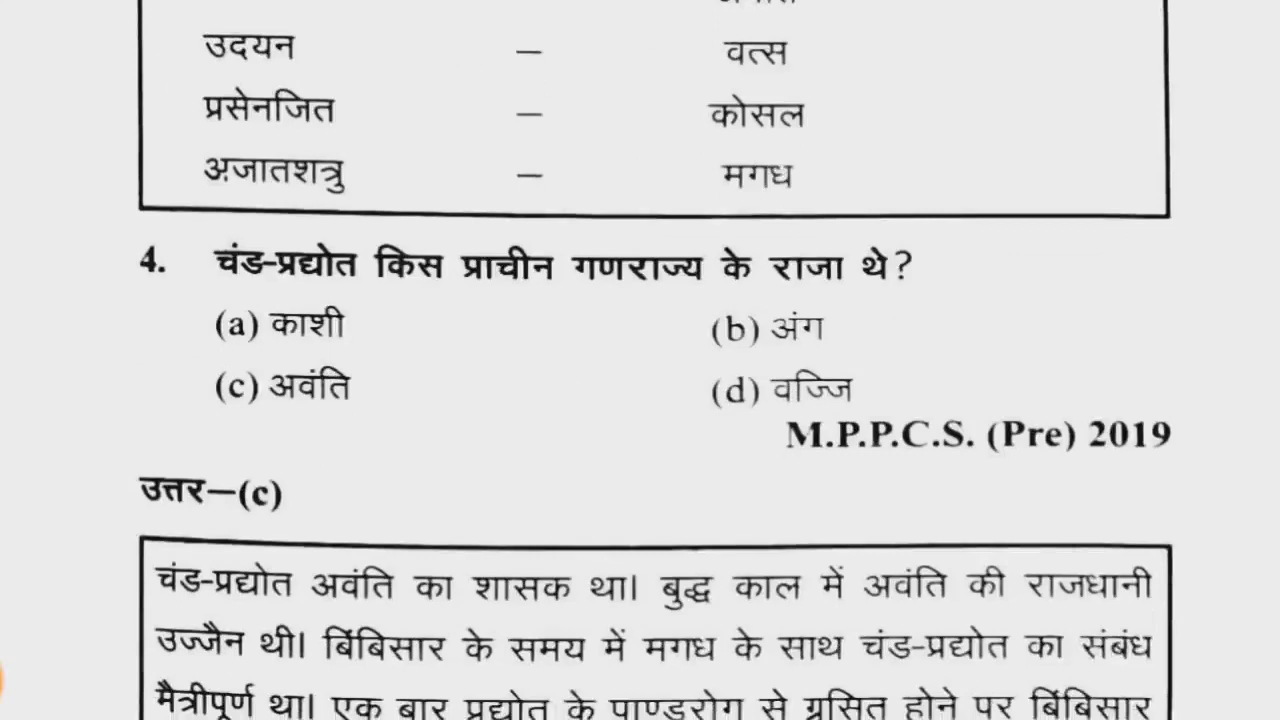 उदयन – वत्स
प्रसेनजित – कोसल
अजातशत्रु – मगध
4. चंड-प्रद्योत किस प्राचीन गणराज्य के राजा थे?
(a) काशी (b) अंग
(c) अवंति (d) वज्जि
M.P.P.C.S. (Pre) 2019
उत्तर–(c)
चंड-प्रद्योत अवंति का शासक था। बुद्ध काल में अवंति की राजधानी
उज्जैन थी। बिंबिसार के समय में मगध के साथ चंड-प्रद्योत का संबंध
मैत्रीपूर्ण था। एक बार प्रद्योत के पाण्डुरोग से ग्रसित होने पर बिंबिसार